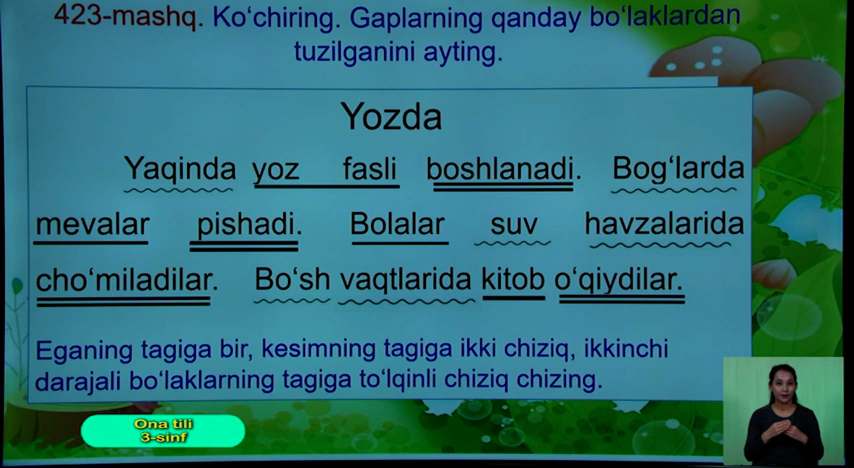 423-mashq. Ko‘chiring. Gaplarning qanday bo‘laklardan
tuzilganini ayting.
Yozda
Yaqinda yoz fasli boshlanadi. Bog‘larda
mevalar pishadi. Bolalar suv havzalarida
cho‘miladilar. Bo‘sh vaqtlarida kitob o‘qiydilar.
Eganing tagiga bir, kesimning tagiga ikki chiziq, ikkinchi
darajali bo‘laklarning tagiga to‘lqinli chiziq chizing.
Ona tili
3-sinf